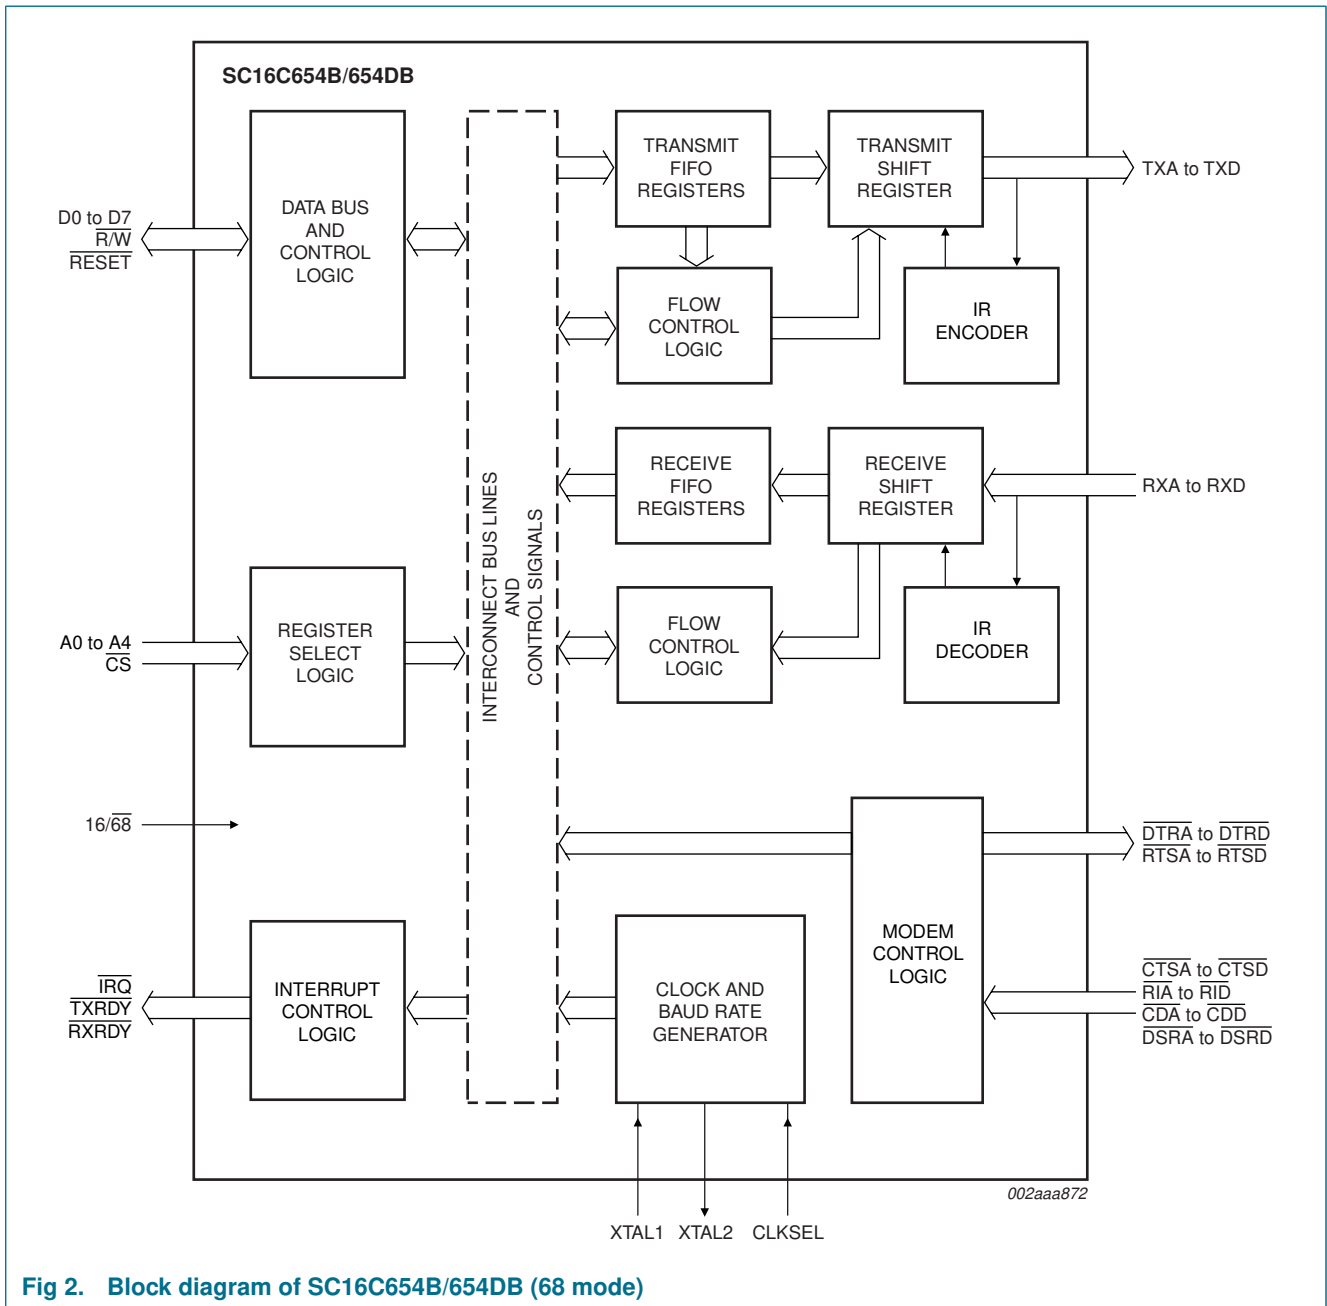 SC16C654B/654DB
D0 to D7
R/W
RESET
DATA BUS
AND
CONTROL
LOGIC
TRANSMIT
FIFO
REGISTERS
TRANSMIT
SHIFT
REGISTER
TXA to TXD
FLOW
CONTROL
LOGIC
IR
ENCODER
INTERCONNECT BUS LINES
AND
CONTROL SIGNALS
RECEIVE
FIFO
REGISTERS
RECEIVE
SHIFT
REGISTER
RXA to RXD
A0 to A4
CS
REGISTER
SELECT
LOGIC
FLOW
CONTROL
LOGIC
IR
DECODER
16/68
DTRA to DTRD
RTSA to RTSD
MODEM
CONTROL
LOGIC
CTSA to CTSD
RIA to RID
CDA to CDD
DSRA to DSRD
IRQ
TXRDY
RXRDY
INTERRUPT
CONTROL
LOGIC
CLOCK AND
BAUD RATE
GENERATOR
XTAL1 XTAL2 CLKSEL
002aaa872
Fig 2. Block diagram of SC16C654B/654DB (68 mode)